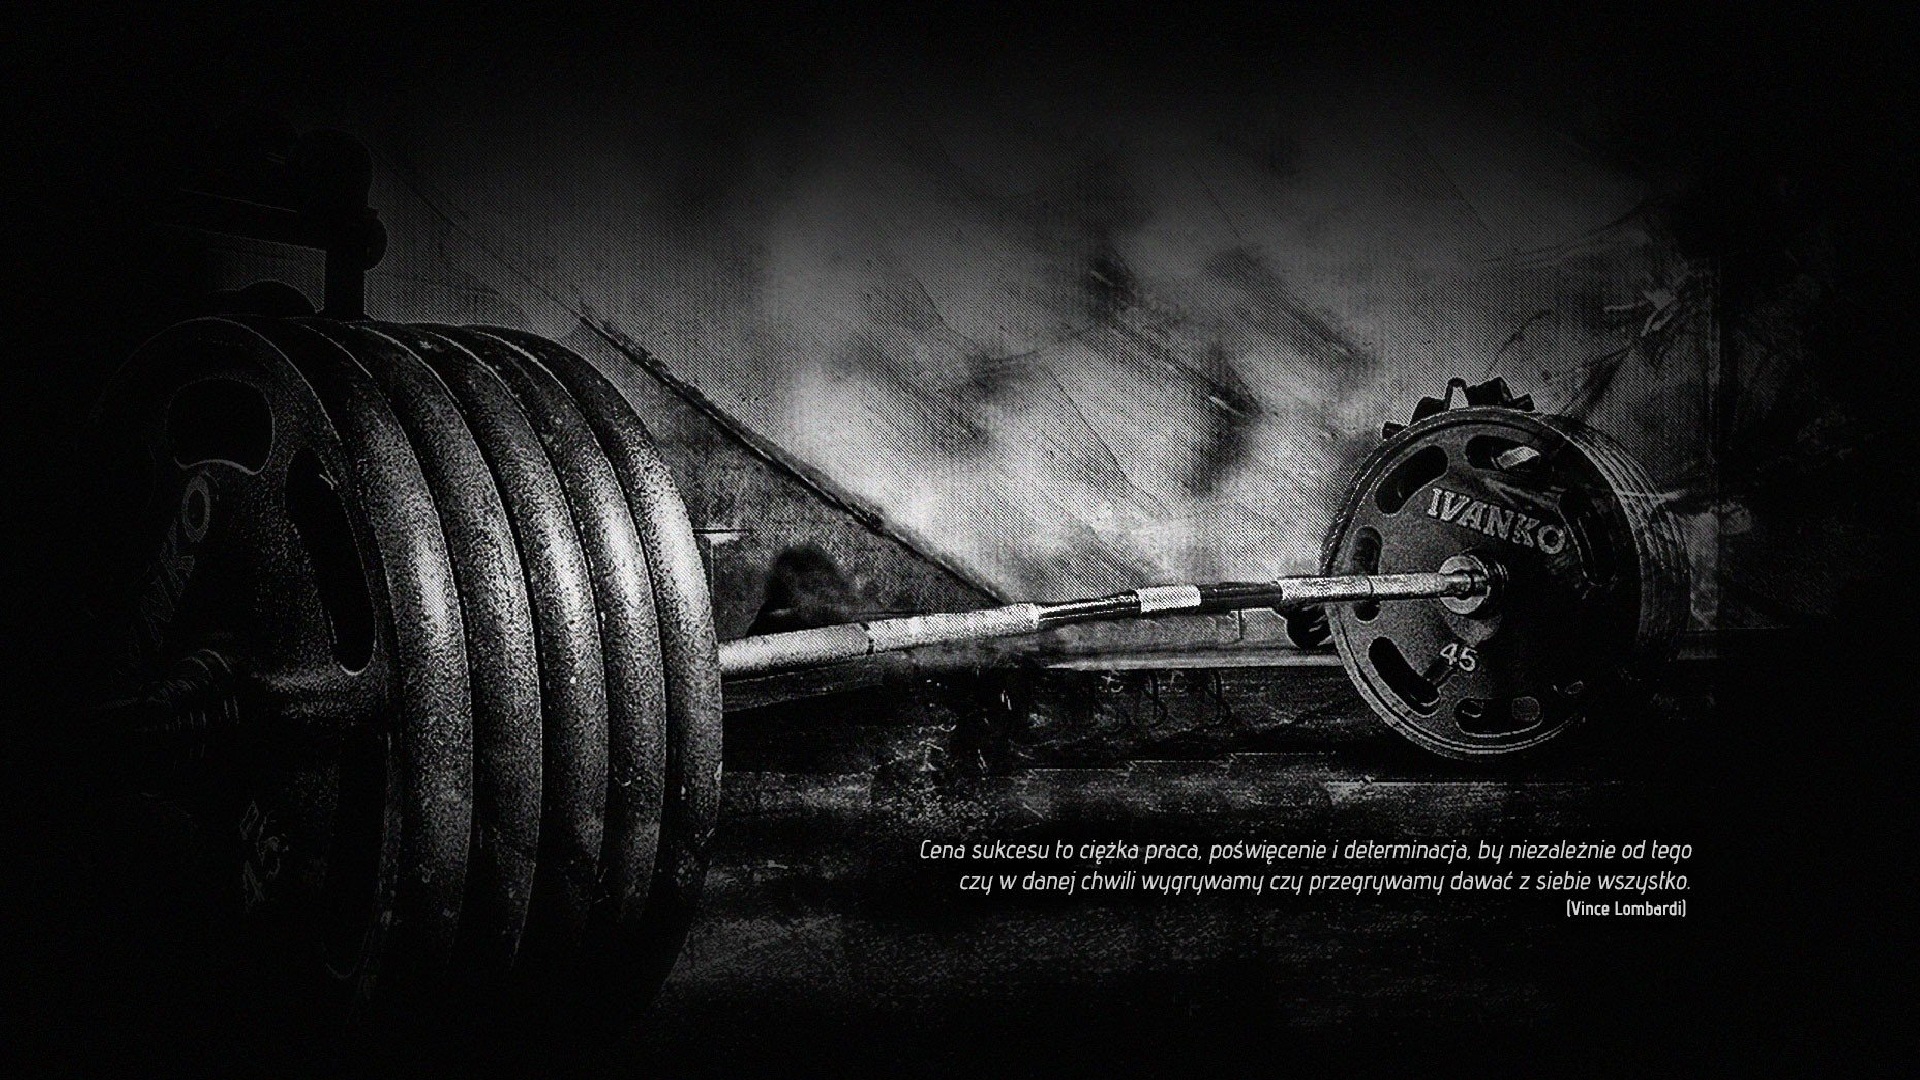 IVANKO
45
Cena sukcesu to ciężka praca, poświęcenie i determinacja, by niezależnie od tego
czy w danej chwili wygrywamy czy przegrywamy dawać z siebie wszystko.
(Vince Lombardi)